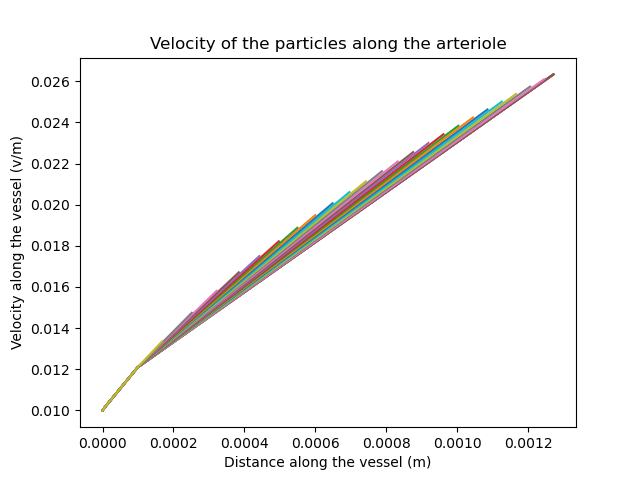 Velocity of the particles along the arteriole
Velocity along the vessel (v/m)
0.026
0.024
0.022
0.020
0.018
0.016
0.014
0.012
0.010
0.0000 0.0002 0.0004 0.0006 0.0008 0.0010 0.0012
Distance along the vessel (m)